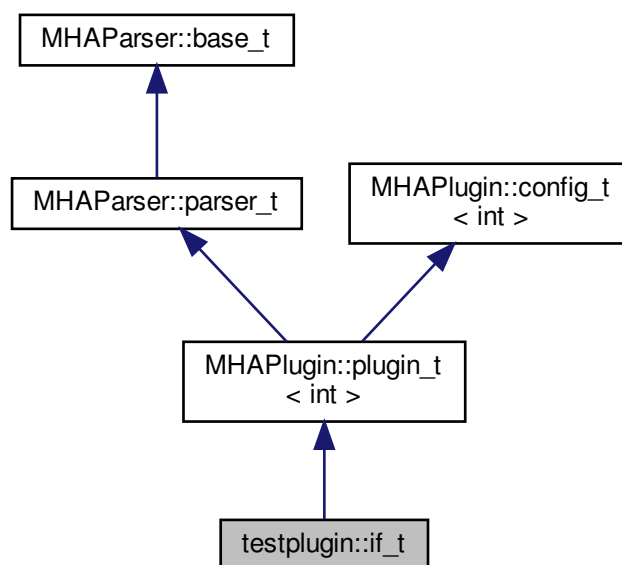 MHAParser::base_t
MHAParser::parser_t
MHAPlugin::config_t
< int >
MHAPlugin::plugin_t
< int >
testplugin::if_t